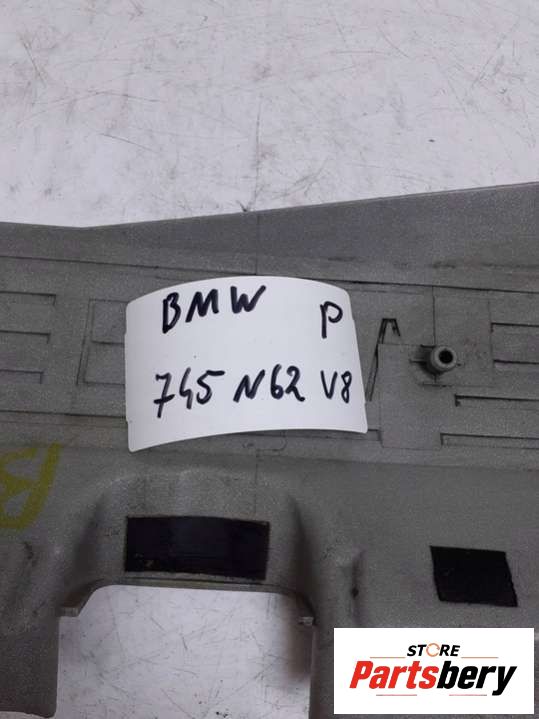 BMW P
745 N62 V8
STORE
Partsbery